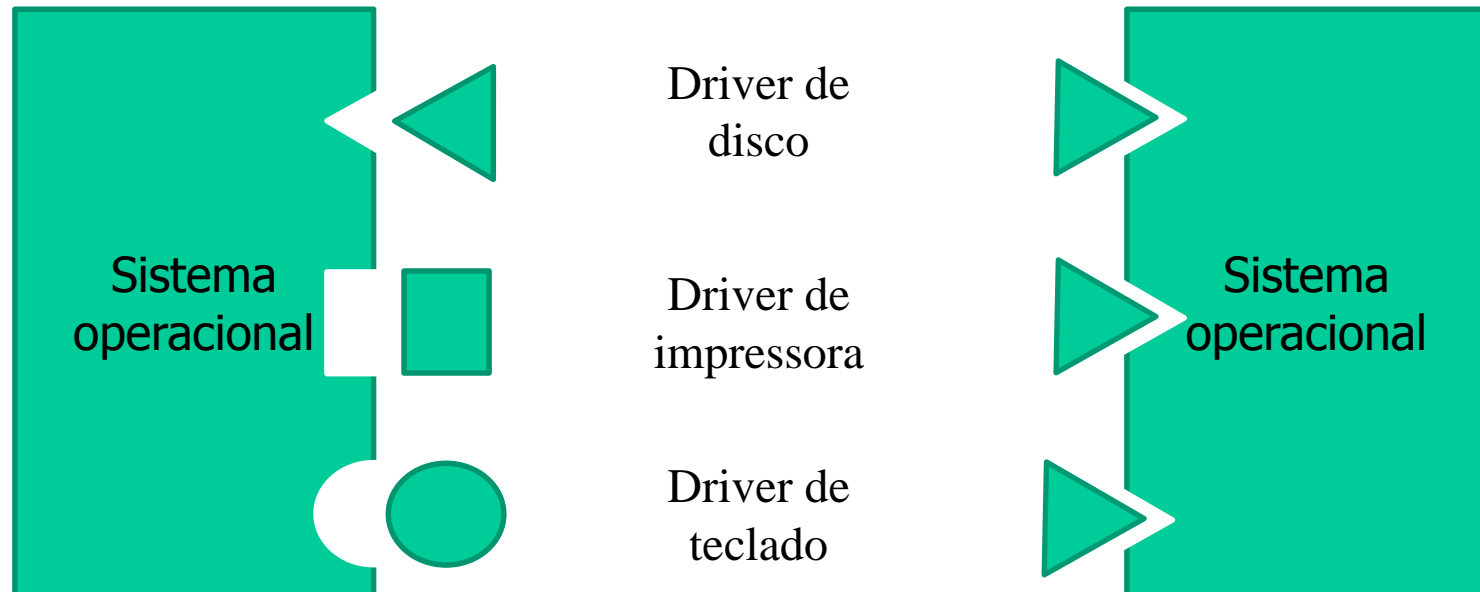 Driver de
disco
Sistema
operacional
Driver de
impressora
Sistema
operacional
Driver de
teclado